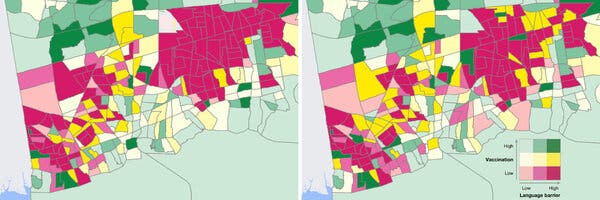 High
Vaccination
Low
Low High
Language barrier